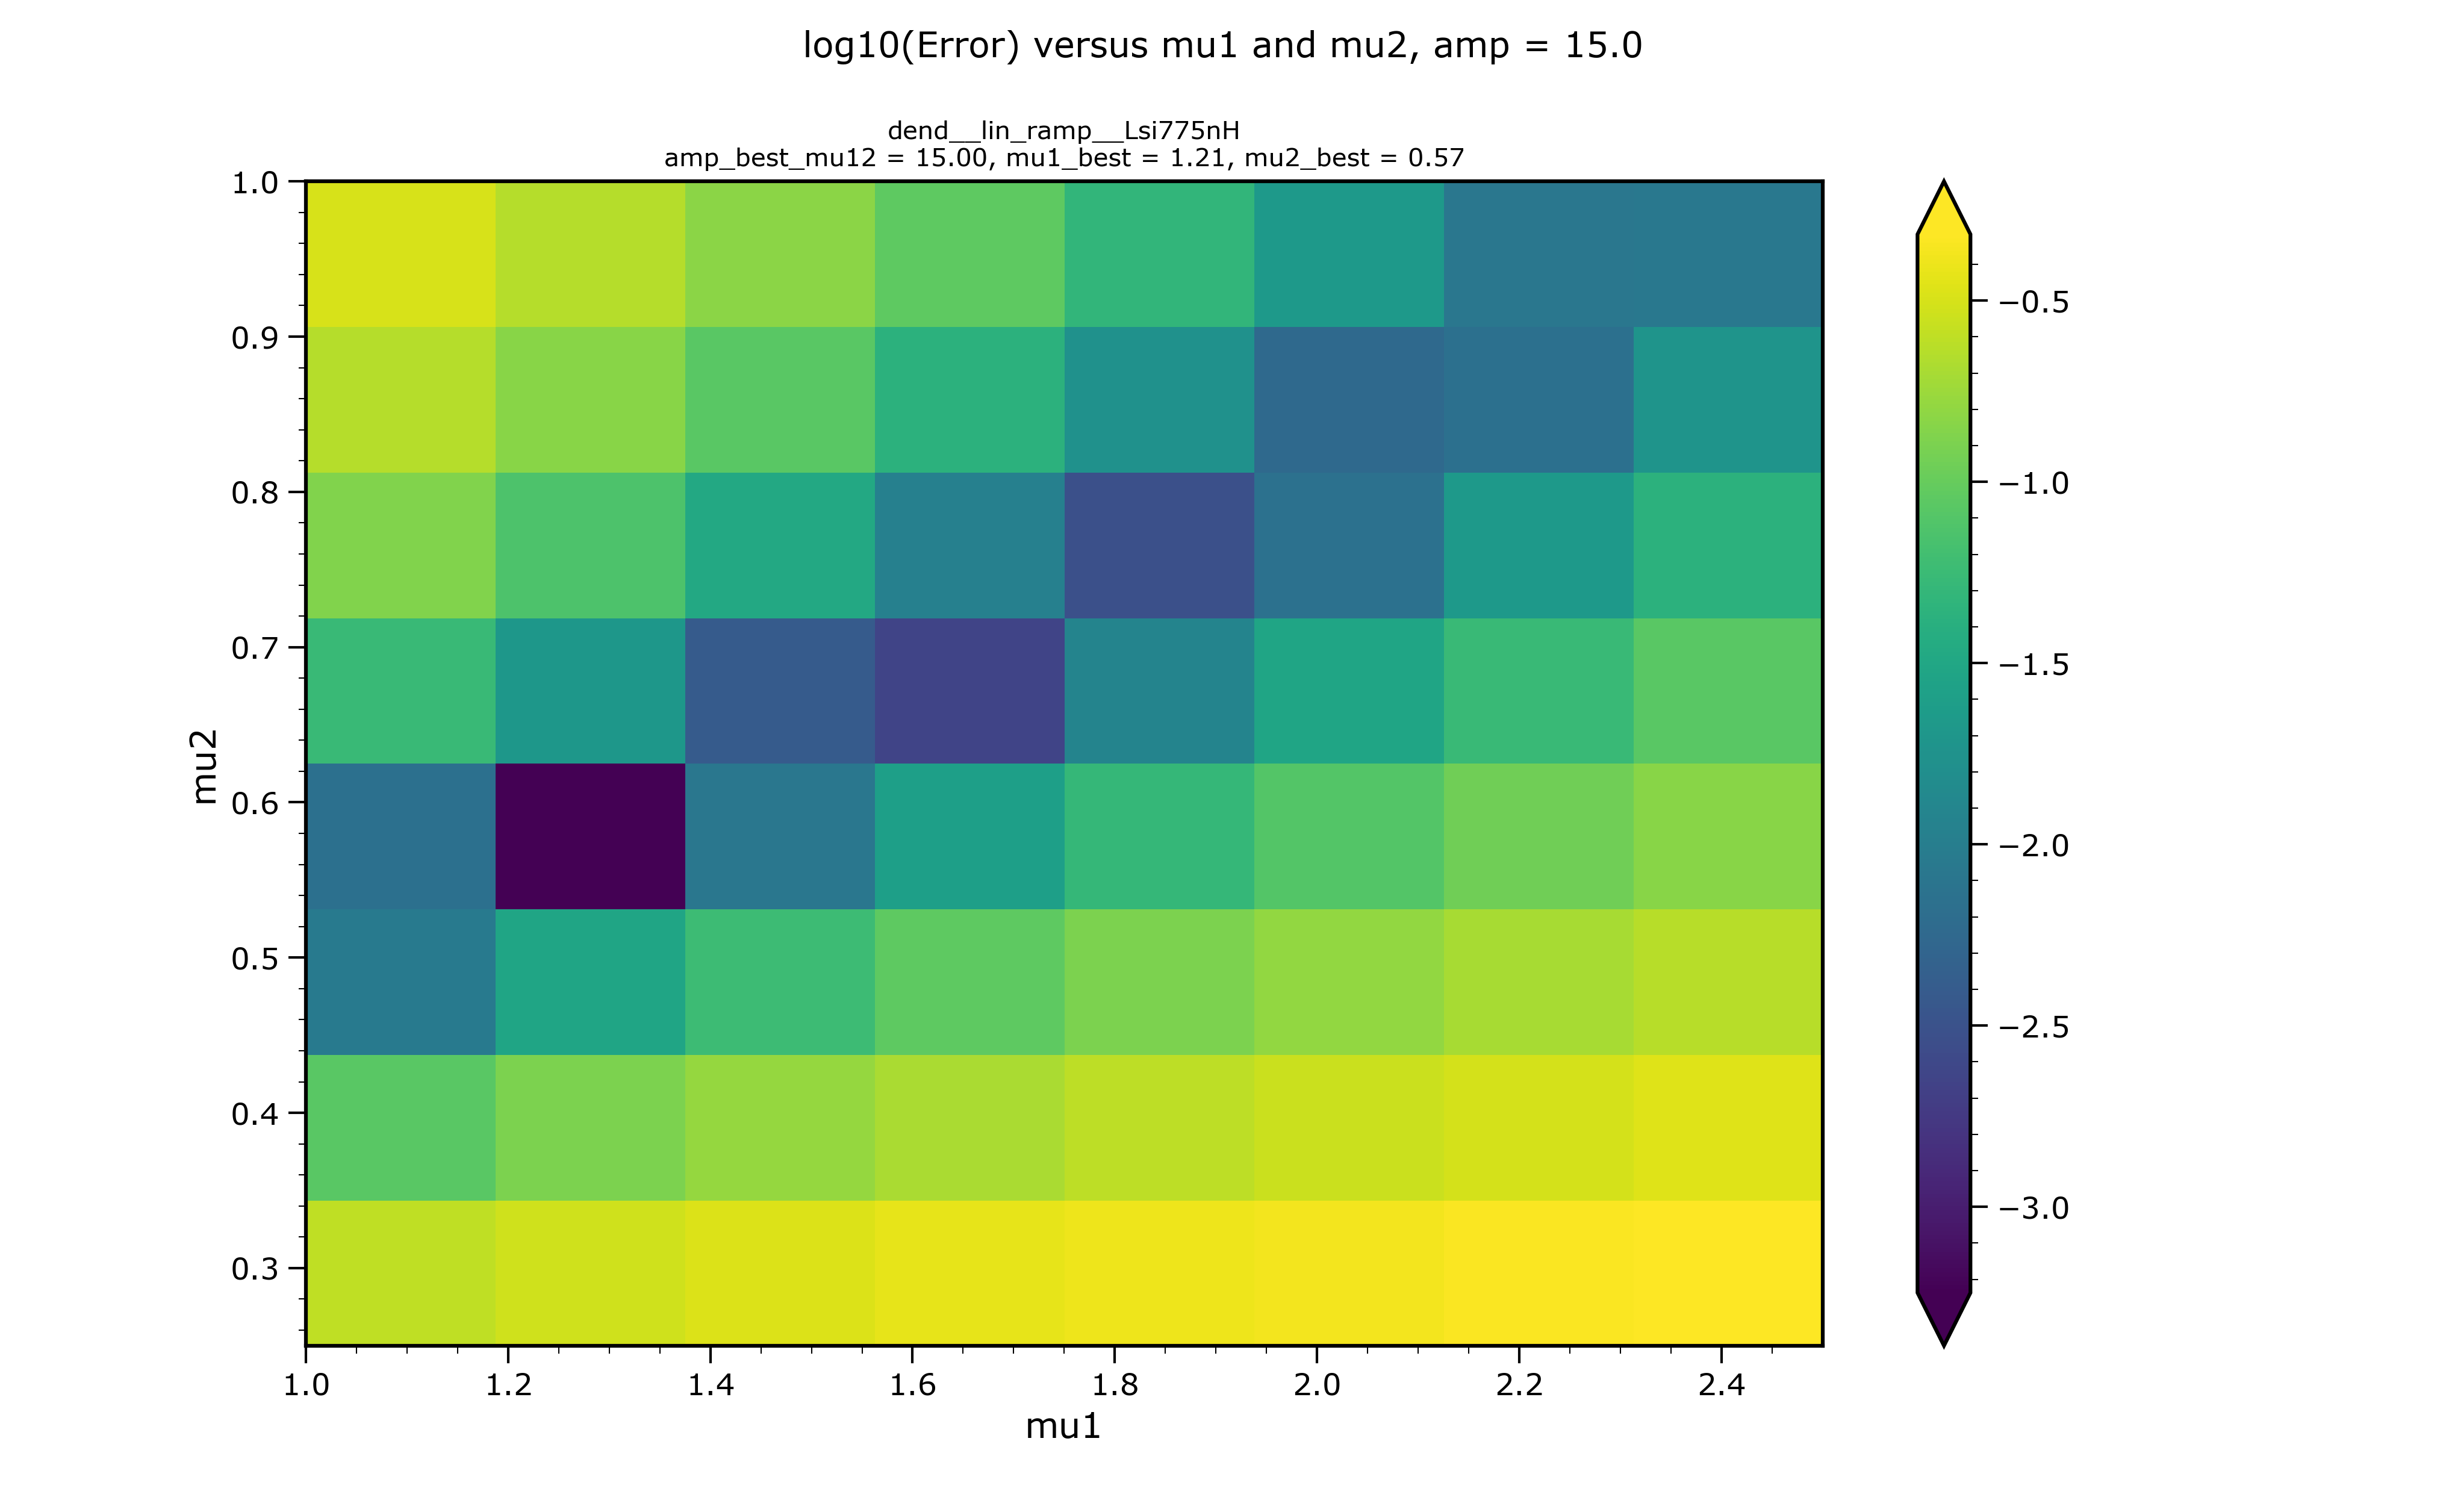 log10(Error) versus mu1 and mu2, amp = 15.0
dend__lin_ramp__Lsi775nH
amp_best_mu12 = 15.00, mu1_best = 1.21, mu2_best = 0.57
1.0
0.9
0.8
0.7
0.6
0.5
0.4
0.3
mu2
1.0 1.2 1.4 1.6 1.8 2.0 2.2 2.4
mu1
−0.5
−1.0
−1.5
−2.0
−2.5
−3.0